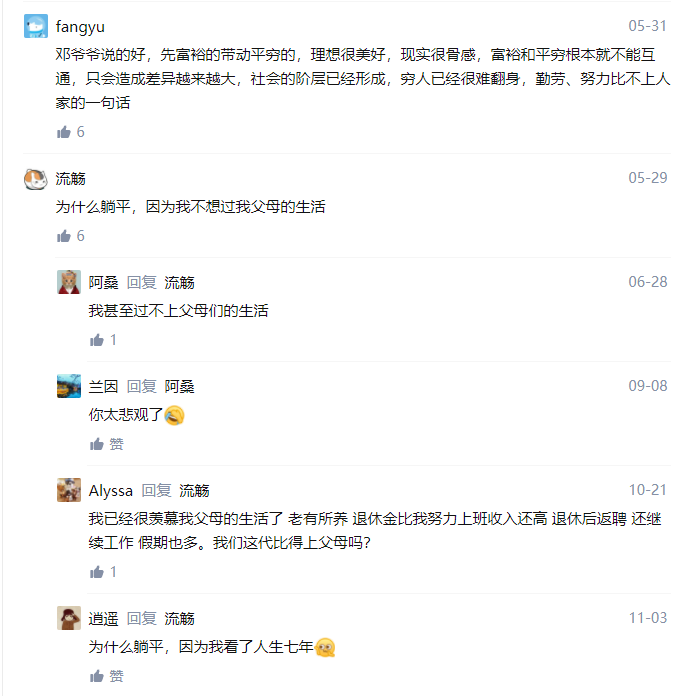 fangyu 05-31
邓爷爷说的好，先富裕的带动平穷的，理想很美好，现实很骨感，富裕和平穷根本就不能互
通，只会造成差异越来越大，社会的阶层已经形成，穷人已经很难翻身，勤劳、努力比不上人
家的一句话
6
流觞 05-29
为什么躺平，因为我不想过我父母的生活
6
阿桑 回复 流觞 06-28
我甚至过不上父母们的生活
1
兰因 回复 阿桑 09-08
你太悲观了
赞
Alyssa 回复 流觞 10-21
我已经很羡慕我父母的生活了 老有所养 退休金比我努力上班收入还高 退休后返聘 还继
续工作 假期也多。我们这代比得上父母吗？
1
逍遥 回复 流觞 11-03
为什么躺平，因为我看了人生七年
赞